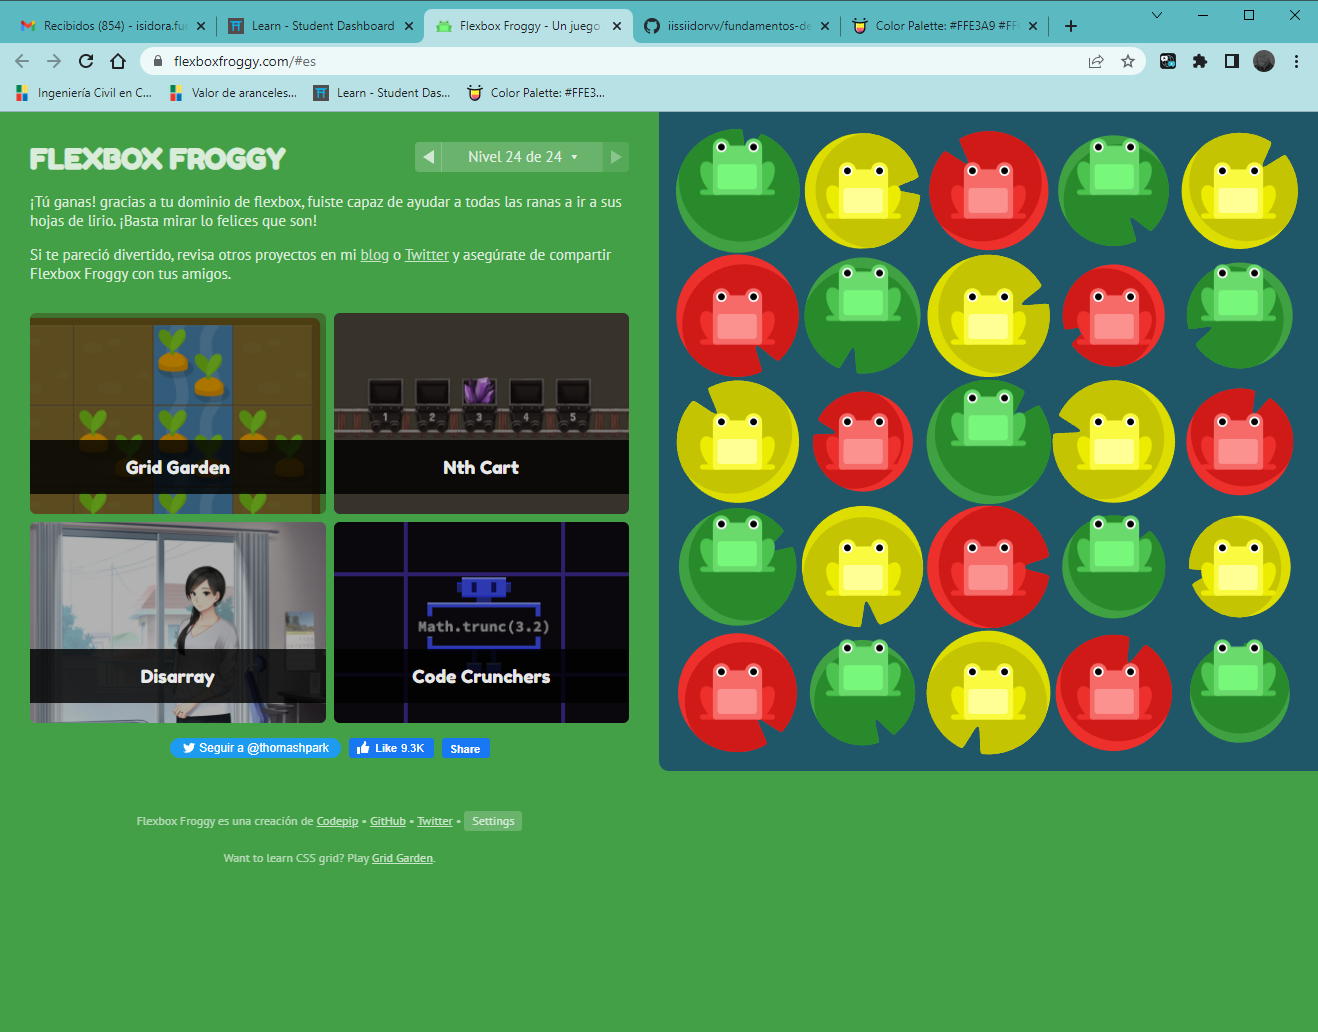 Recibidos (854) - isidora.fue
Learn - Student Dashboard
Flexbox Froggy - Un juego
iissiidorvv/fundamentos-de
Color Palette: #FFE3A9 #FF
flexboxfroggy.com/#es
Ingeniería Civil en C...
Valor de aranceles...
Learn - Student Das...
Color Palette: #FFE3...
FLEXBOX FROGGY
Nivel 24 de 24
¡Tú ganas! gracias a tu dominio de flexbox, fuiste capaz de ayudar a todas las ranas a ir a sus
hojas de lirio. ¡Basta mirar lo felices que son!
Si te pareció divertido, revisa otros proyectos en mi blog o Twitter y asegúrate de compartir
Flexbox Froggy con tus amigos.
Grid Garden
1 2 3 4 5
Nth Cart
Disarray
Math.trunc(3.2)
Code Crunchers
Seguir a @thomashpark
Like 9.3K
Share
Flexbox Froggy es una creación de Codepip • GitHub • Twitter • Settings
Want to learn CSS grid? Play Grid Garden.